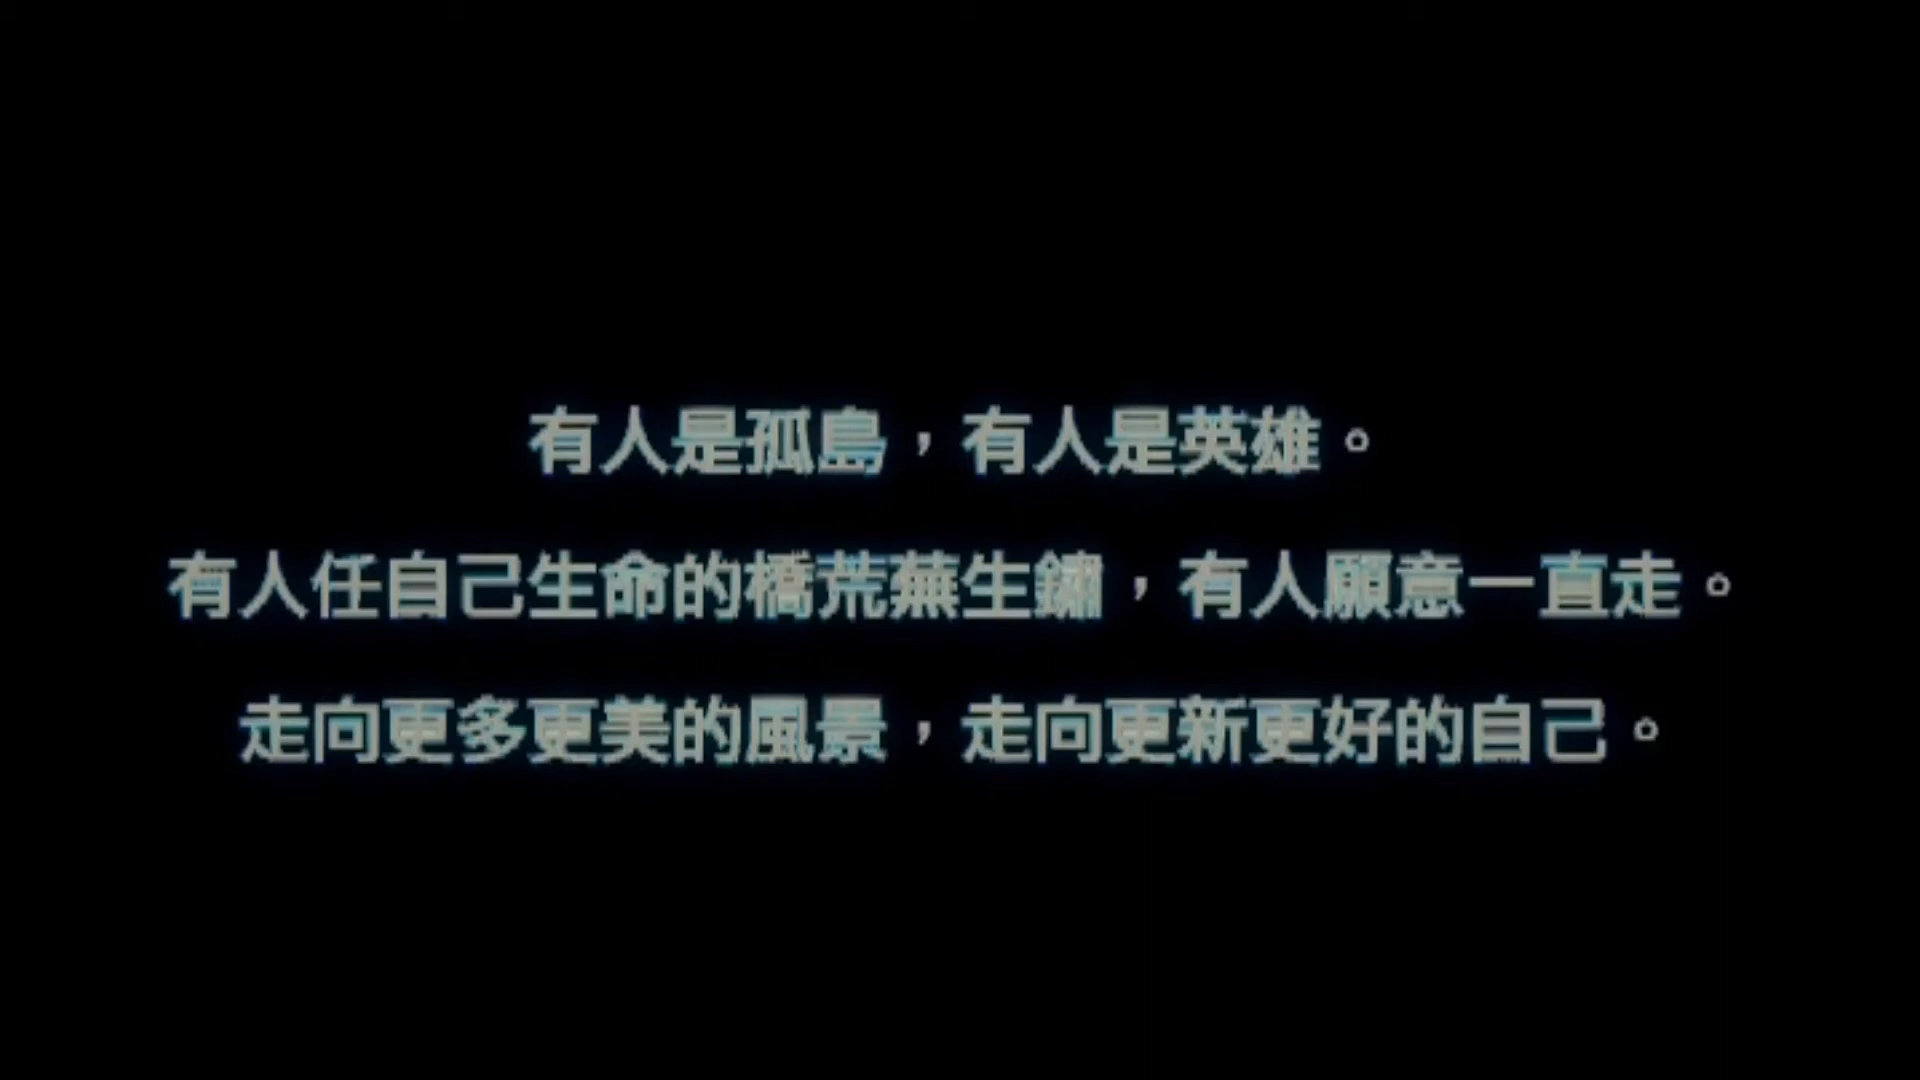 有人是孤島，有人是英雄。
有人任自己生命的橋荒蕪生鏽，有人願意一直走。
走向更多更美的風景，走向更新更好的自己。